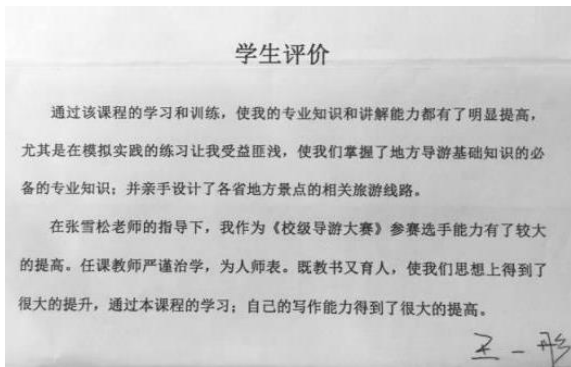 学生评价
通过该课程的学习和训练，使我的专业知识和讲解能力都有了明显提高，
尤其是在模拟实践的练习让我受益匪浅，使我们掌握了地方导游基础知识的必
备的专业知识；并亲手设计了各省地方景点的相关旅游线路。
在张雪松老师的指导下，我作为《校级导游大赛》参赛选手能力有了较大
的提高。任课教师严谨治学，为人师表。既教书又育人，使我们思想上得到了
很大的提升，通过本课程的学习；自己的写作能力得到了很大的提高。
王一彤